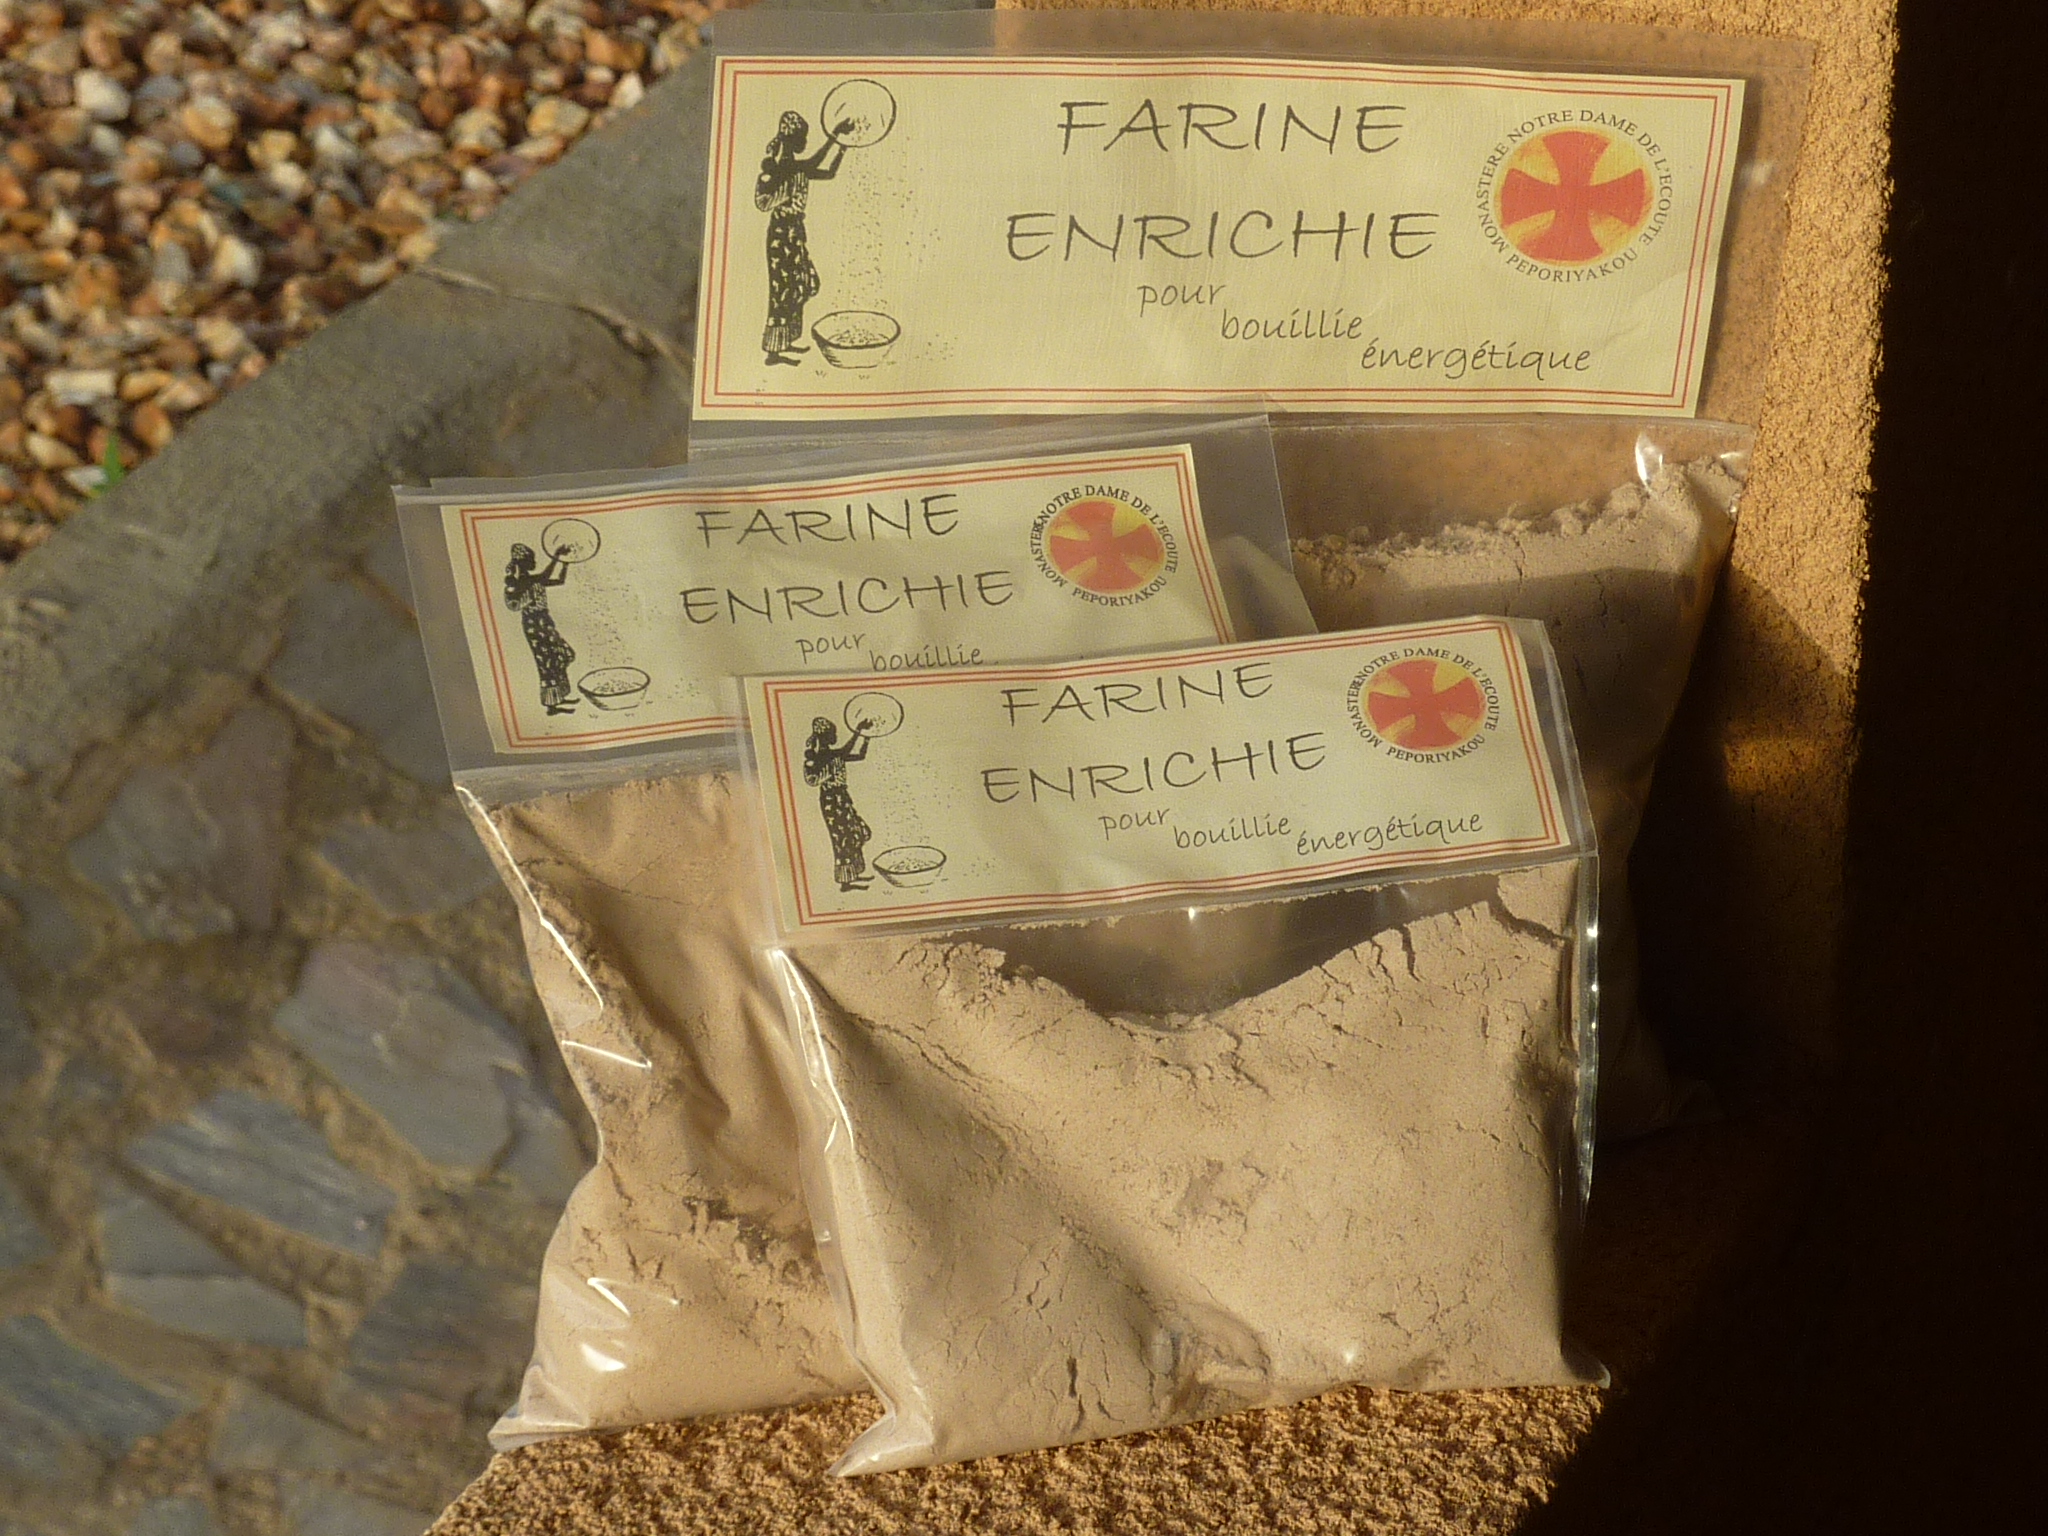 FARINE
ENRICHIE
pour
bouillie
énergétique
MONASTERE NOTRE DAME DE L'ECOUTE
PEPORIYAKOU
FARINE
ENRICHIE
pour
bouillie
MONASTERE NOTRE DAME DE L'ECOUTE
PEPORIYAKOU
FARINE
ENRICHIE
pour
bouillie
énergétique
MONASTERE NOTRE DAME DE L'ECOUTE
PEPORIYAKOU